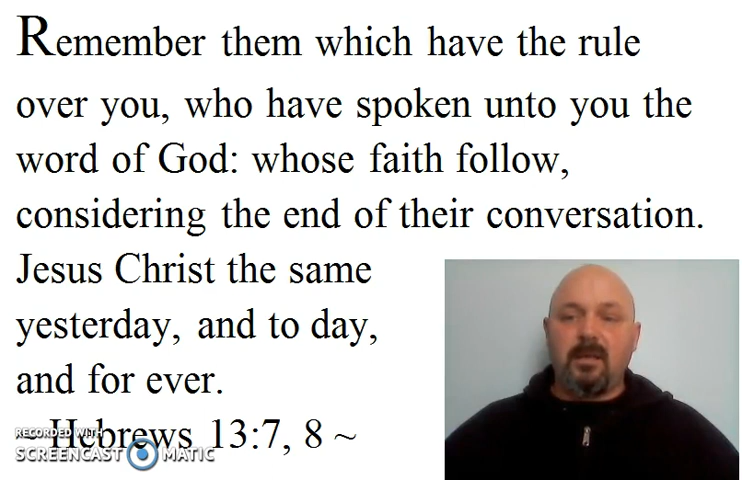 Remember them which have the rule
over you, who have spoken unto you the
word of God: whose faith follow,
considering the end of their conversation.
Jesus Christ the same
yesterday, and to day,
and for ever.
~ Hebrews 13:7, 8 ~
RECORDED WITH
SCREENCAST MATIC